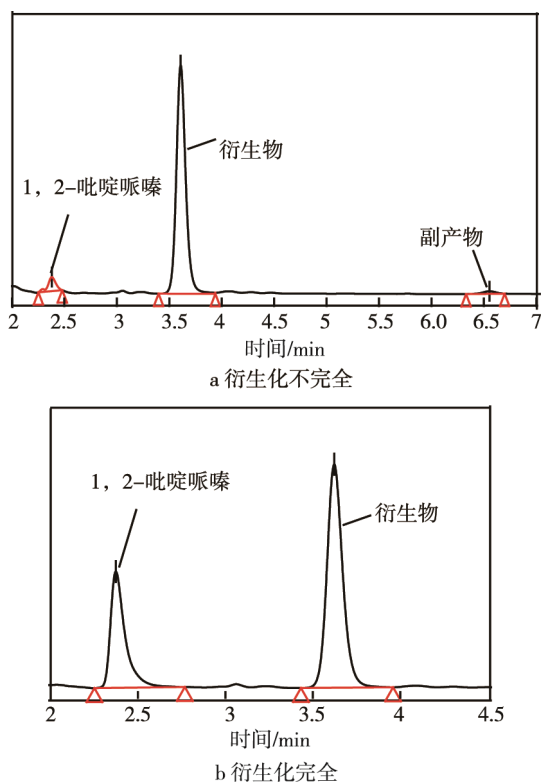 衍生物
1，2-吡啶哌嗪
副产物
2 2.5 3 3.5 4 4.5 5 5.5 6.0 6.5 7
时间/min
a 衍生化不完全
1，2-吡啶哌嗪
衍生物
2 2.5 3 3.5 4 4.5
时间/min
b 衍生化完全